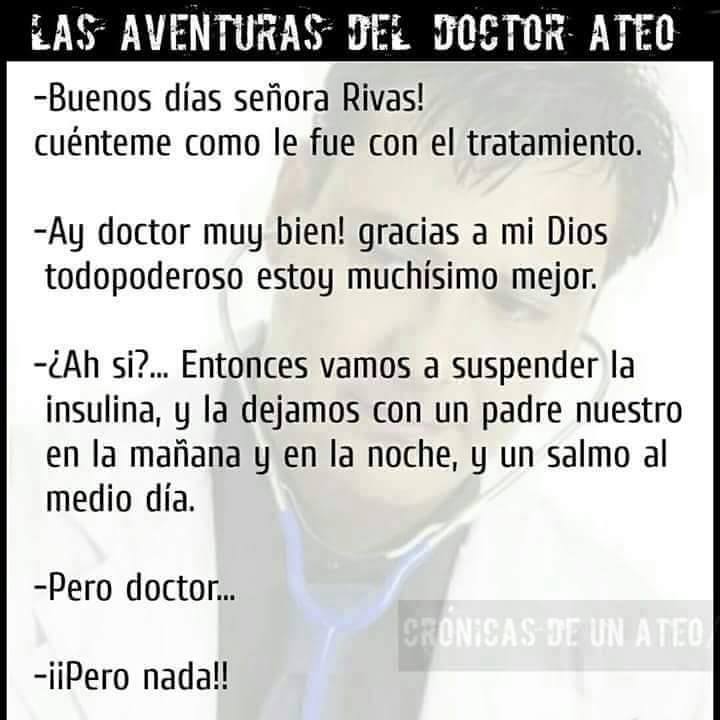 LAS AVENTURAS DEL DOCTOR ATEO
-Buenos días señora Rivas!
cuénteme como le fue con el tratamiento.
-Ay doctor muy bien! gracias a mi Dios
todopoderoso estoy muchísimo mejor.
-¿Ah si?... Entonces vamos a suspender la
insulina, y la dejamos con un padre nuestro
en la mañana y en la noche, y un salmo al
medio día.
-Pero doctor...
CRÓNICAS DE UN ATEO
-¡¡Pero nada!!